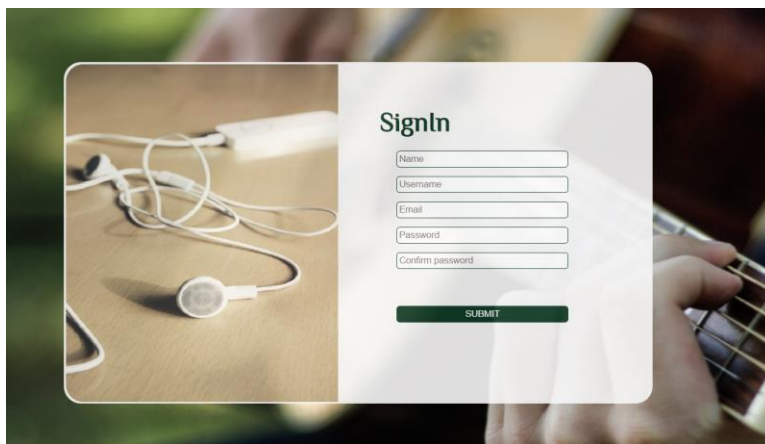 SignIn
Name
Username
Email
Password
Confirm password
SUBMIT